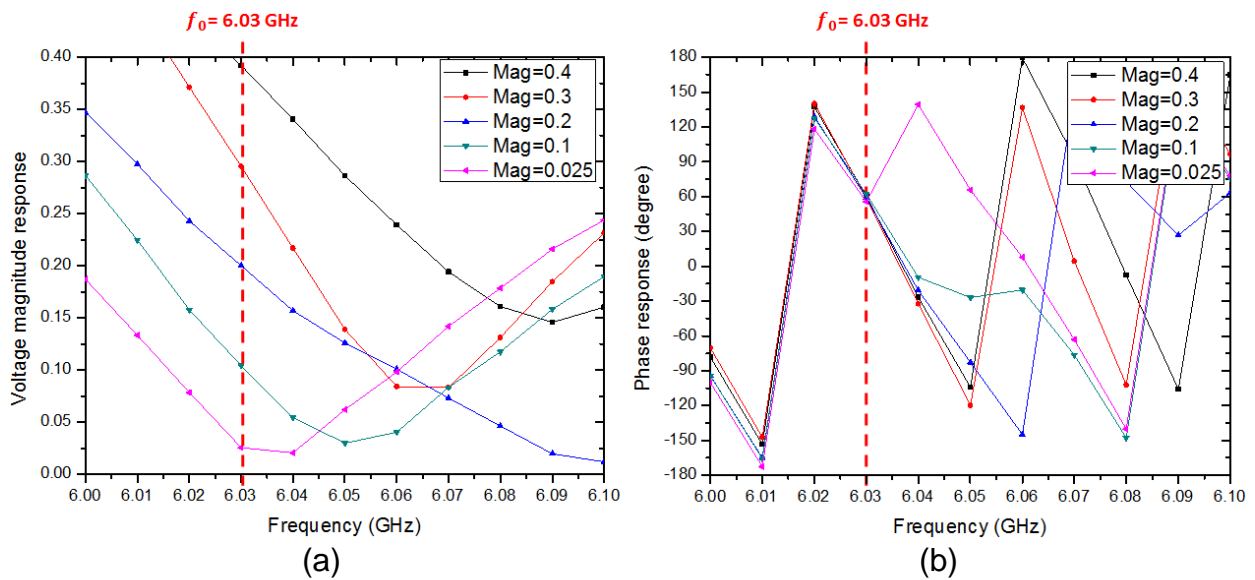 f₀= 6.03 GHz
Voltage magnitude response
0.40
0.35
0.30
0.25
0.20
0.15
0.10
0.05
0.00
Mag=0.4
Mag=0.3
Mag=0.2
Mag=0.1
Mag=0.025
6.00 6.01 6.02 6.03 6.04 6.05 6.06 6.07 6.08 6.09 6.10
Frequency (GHz)
(a)
f₀= 6.03 GHz
Phase response (degree)
180
150
120
90
60
30
0
-30
-60
-90
-120
-150
-180
Mag=0.4
Mag=0.3
Mag=0.2
Mag=0.1
Mag=0.025
6.00 6.01 6.02 6.03 6.04 6.05 6.06 6.07 6.08 6.09 6.10
Frequency (GHz)
(b)